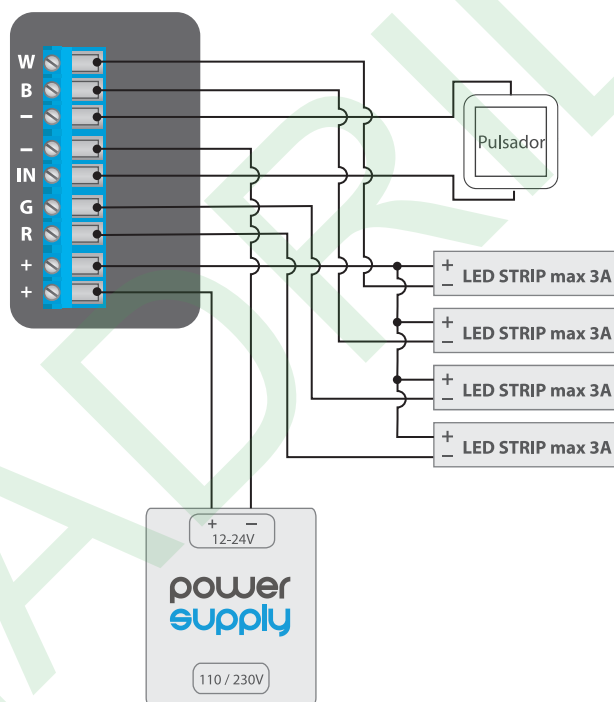 W
B
−
−
IN
G
R
+
+
Pulsador
+
− LED STRIP max 3A
+
− LED STRIP max 3A
+
− LED STRIP max 3A
+
− LED STRIP max 3A
+ −
12-24V
power
supply
110 / 230V